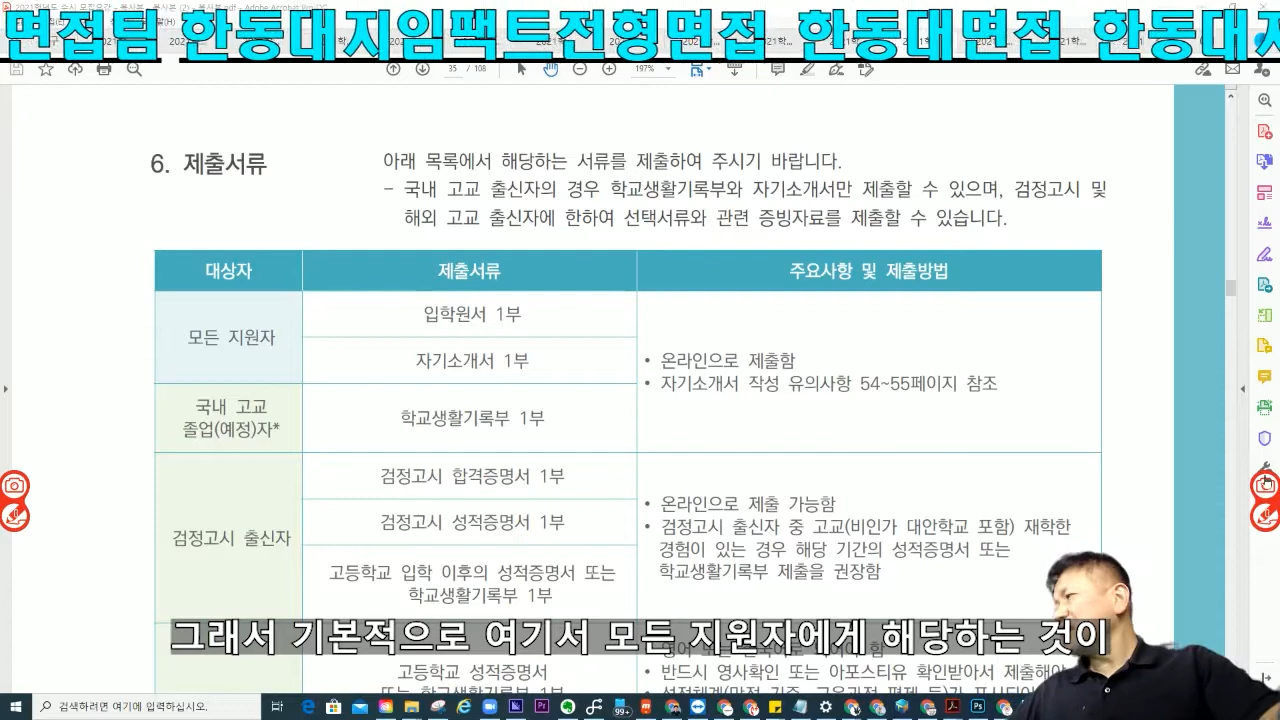 면접팀 한동대지임팩트전형면접 한동대면접 한동대지
35 / 108
197%
6. 제출서류
아래 목록에서 해당하는 서류를 제출하여 주시기 바랍니다.
- 국내 고교 출신자의 경우 학교생활기록부와 자기소개서만 제출할 수 있으며, 검정고시 및
해외 고교 출신자에 한하여 선택서류와 관련 증빙자료를 제출할 수 있습니다.
대상자 제출서류 주요사항 및 제출방법
모든 지원자
입학원서 1부
자기소개서 1부
• 온라인으로 제출함
• 자기소개서 작성 유의사항 54~55페이지 참조
국내 고교
졸업(예정)자*
학교생활기록부 1부
검정고시 출신자
검정고시 합격증명서 1부
검정고시 성적증명서 1부
고등학교 입학 이후의 성적증명서 또는
학교생활기록부 1부
• 온라인으로 제출 가능함
• 검정고시 출신자 중 고교(비인가 대안학교 포함) 재학한
경험이 있는 경우 해당 기간의 성적증명서 또는
학교생활기록부 제출을 권장함
그래서 기본적으로 여기서 모든 지원자에게 해당하는 것이
고등학교 성적증명서
또는 학교생활기록부 1부
• 반드시 영사확인 또는 아포스티유 확인받아서 제출해야
검색하려면 여기에 입력하십시오.
99+